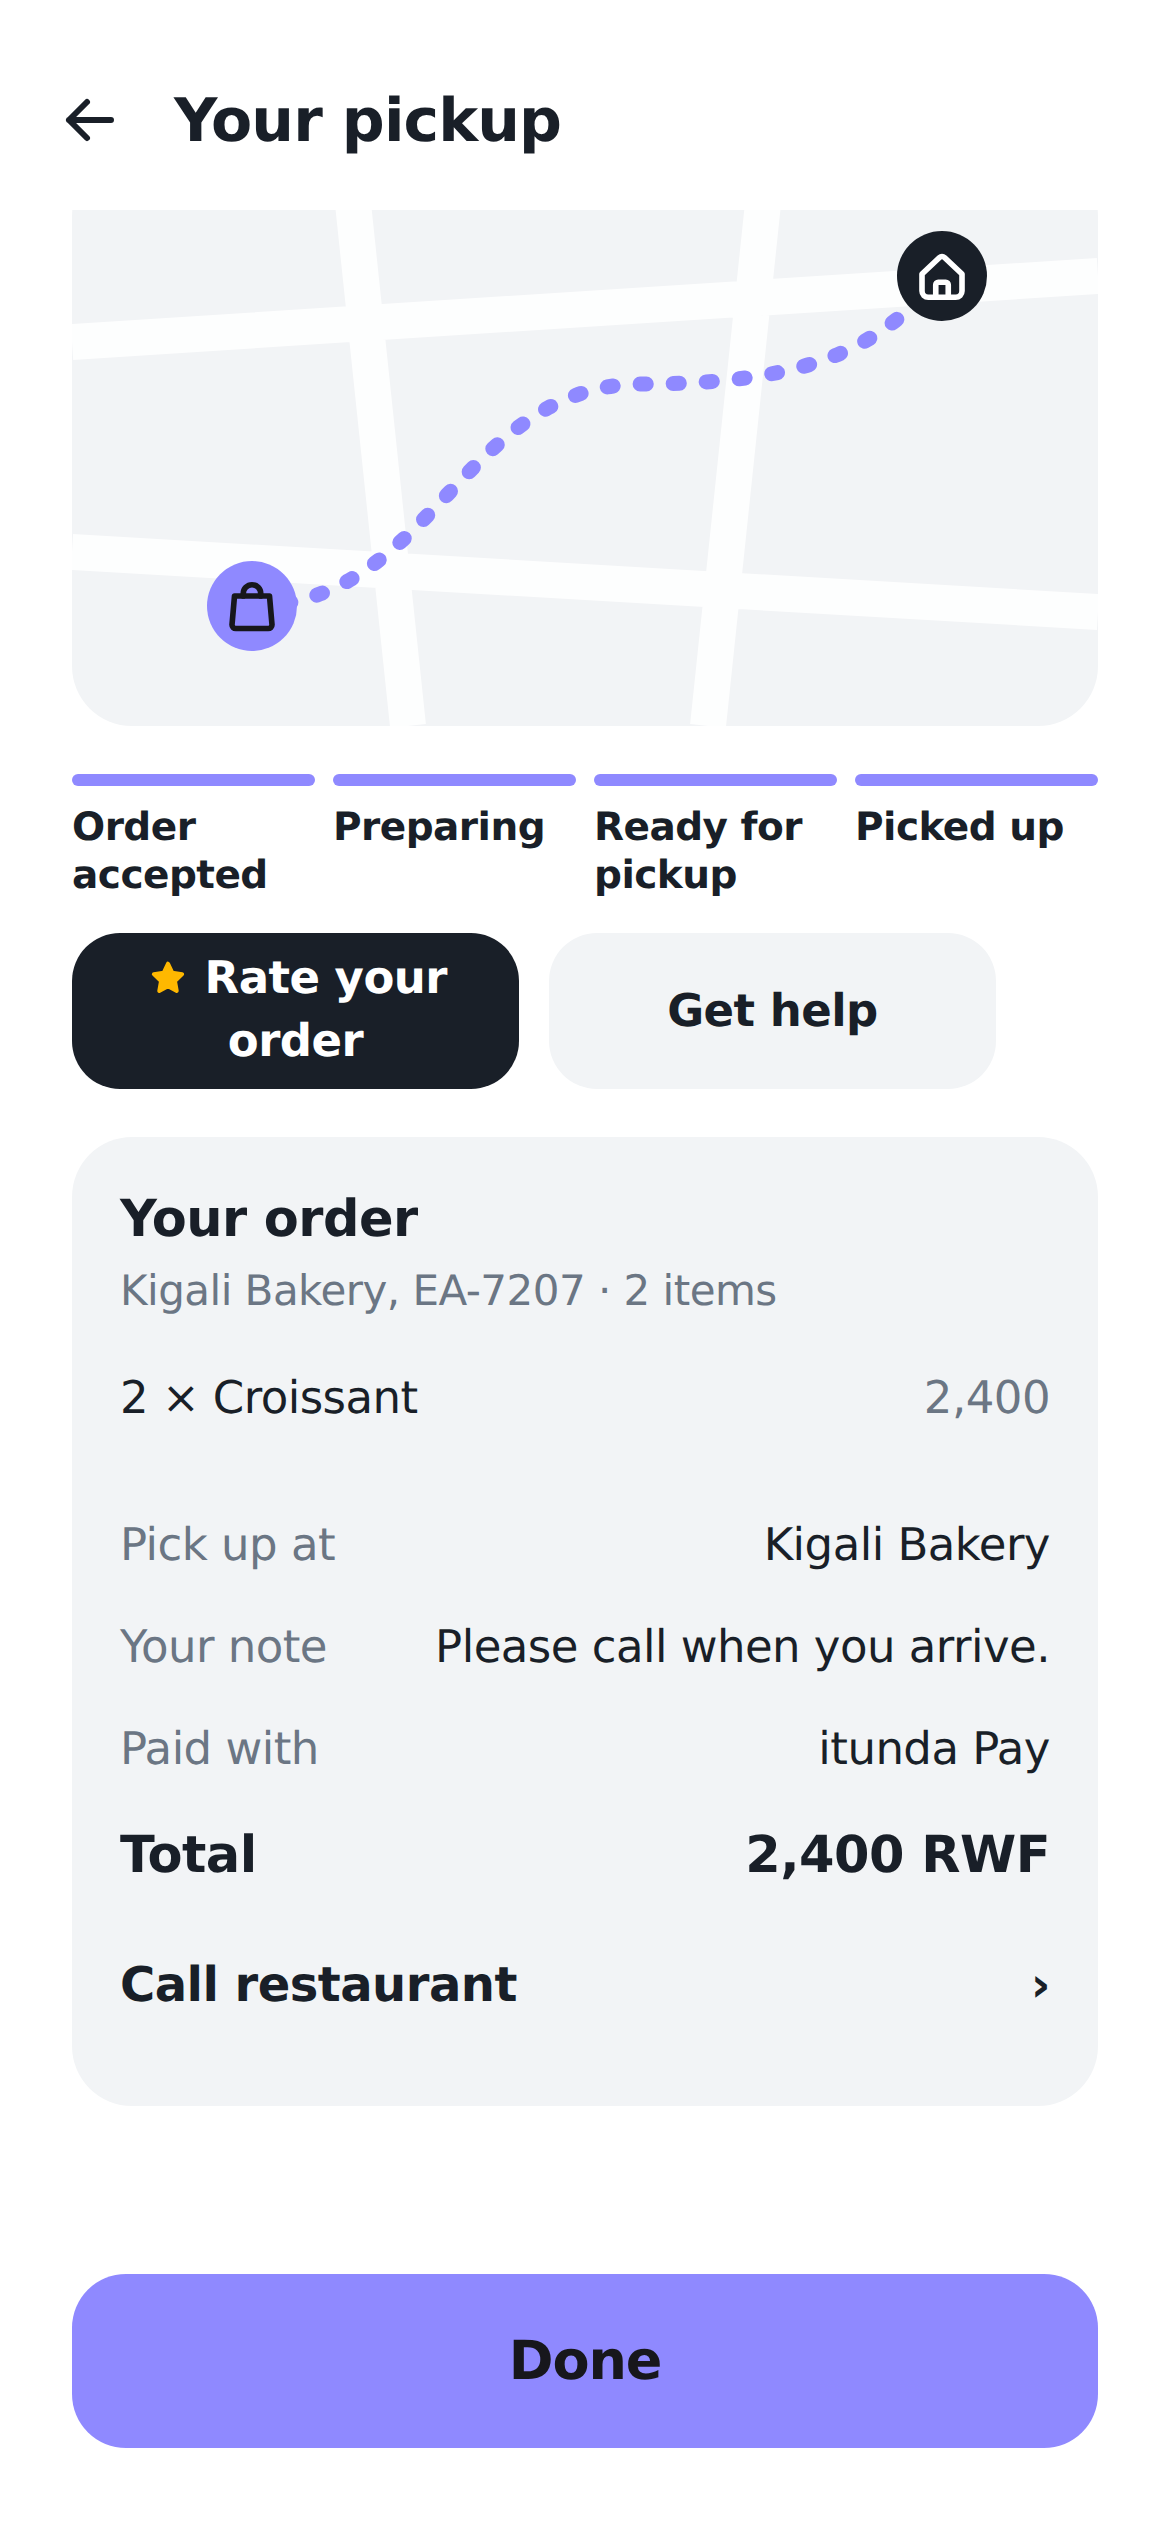 Your pickup
Order accepted
Preparing
Ready for pickup
Picked up
Rate your order
Get help
Your order
Kigali Bakery, EA-7207 · 2 items
2 × Croissant 2,400
Pick up at Kigali Bakery
Your note Please call when you arrive.
Paid with itunda Pay
Total 2,400 RWF
Call restaurant ›
Done